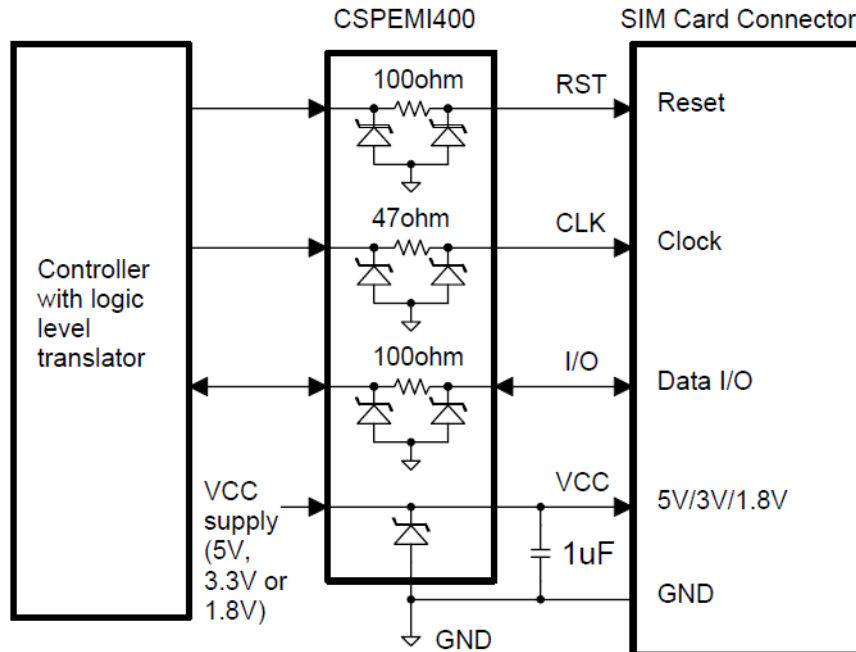 CSPEMI400
SIM Card Connector
100ohm
RST
Reset
47ohm
CLK
Clock
Controller
with logic
level
translator
100ohm
I/O
Data I/O
VCC
supply
(5V,
3.3V or
1.8V)
VCC
5V/3V/1.8V
1uF
GND
GND